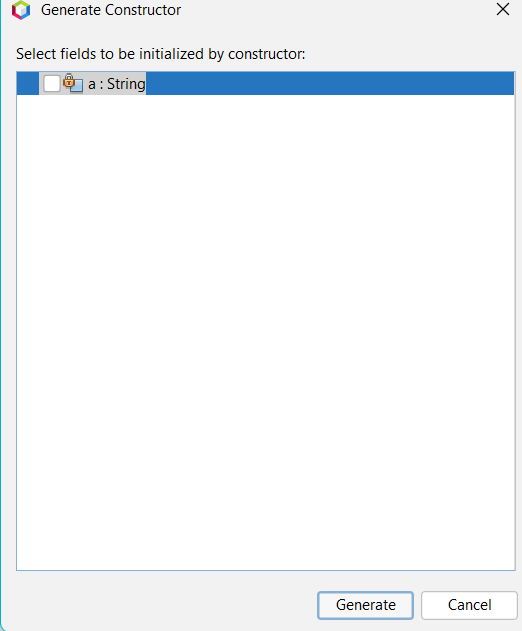 Generate Constructor
Select fields to be initialized by constructor:
a : String
Generate
Cancel